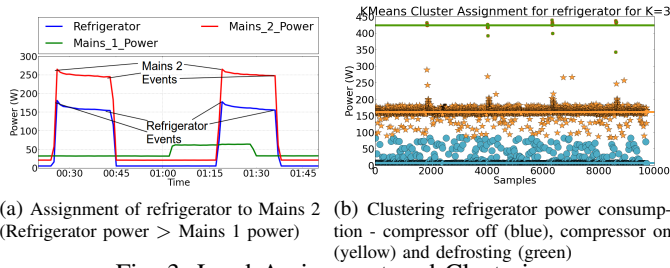 Refrigerator
Mains_2_Power
Mains_1_Power
Power (W)
300
250
200
150
100
50
0
Mains 2
Events
Refrigerator
Events
00:30
00:45
01:00
01:15
01:30
01:45
Time
KMeans Cluster Assignment for refrigerator for K=3
Power (W)
450
400
350
300
250
200
150
100
50
0
0
2000
4000
6000
8000
10000
Samples
(a) Assignment of refrigerator to Mains 2
(Refrigerator power > Mains 1 power)
(b) Clustering refrigerator power consump-
tion - compressor off (blue), compressor on
(yellow) and defrosting (green)